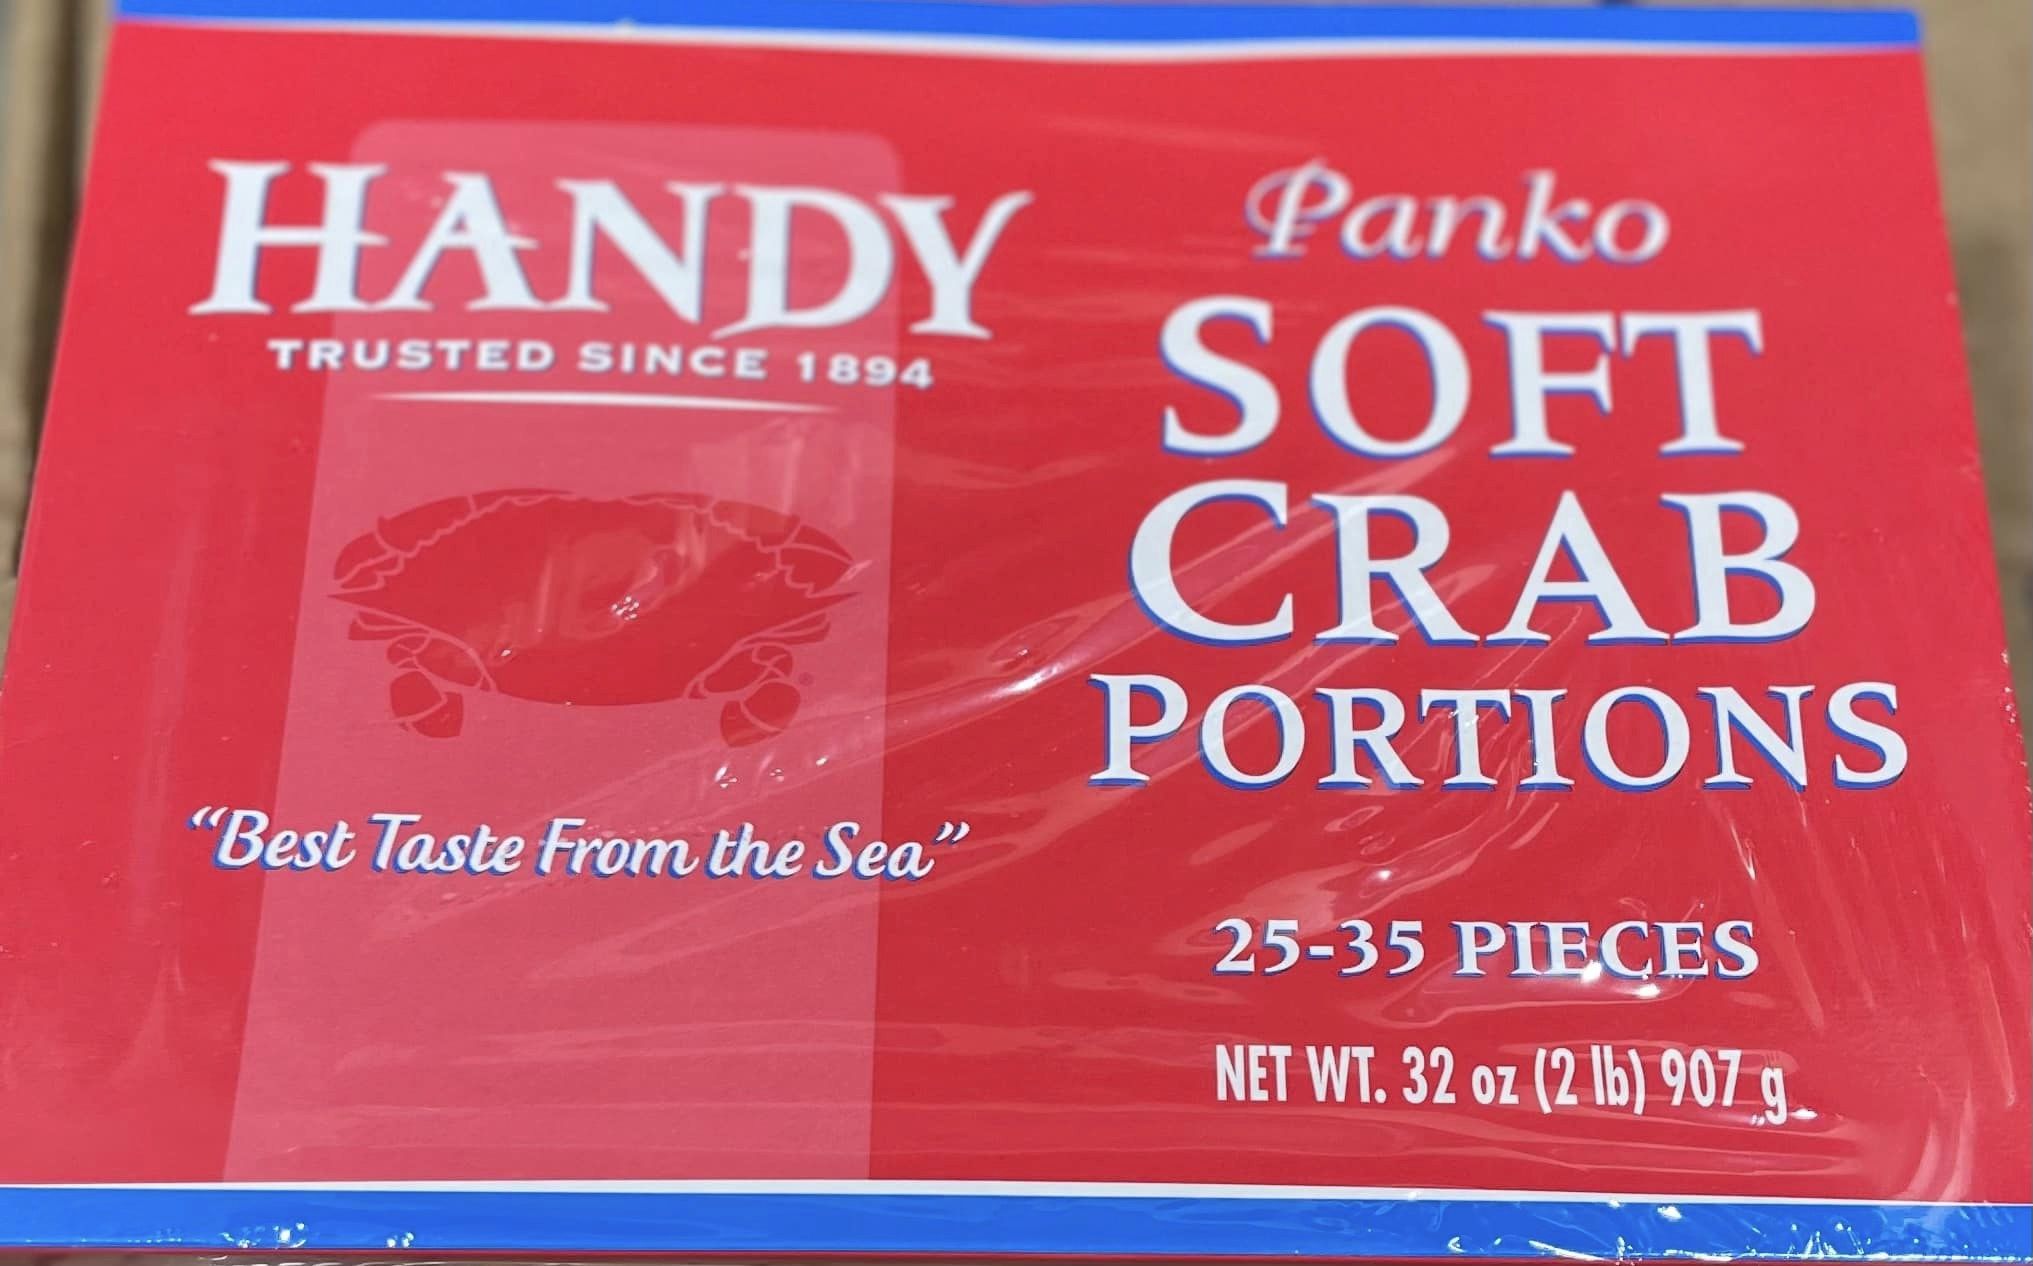 HANDY
TRUSTED SINCE 1894
"Best Taste From the Sea"
Panko
SOFT
CRAB
PORTIONS
25-35 PIECES
NET WT. 32 oz (2 lb) 907 g